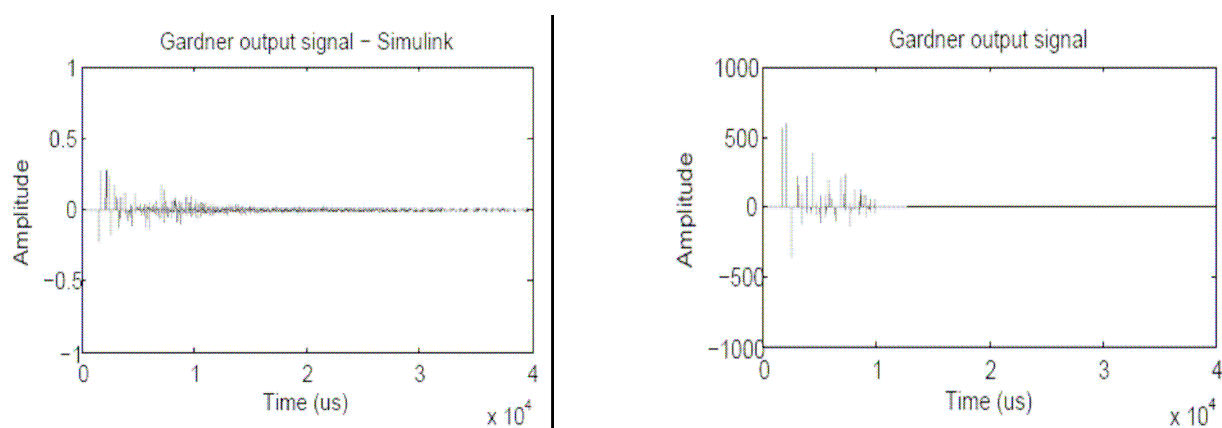 Gardner output signal − Simulink
1
0.5
0
−0.5
−1
Amplitude
0 1 2 3 4
Time (us)
x 10^4
Gardner output signal
1000
500
0
−500
−1000
Amplitude
0 1 2 3 4
Time (us)
x 10^4